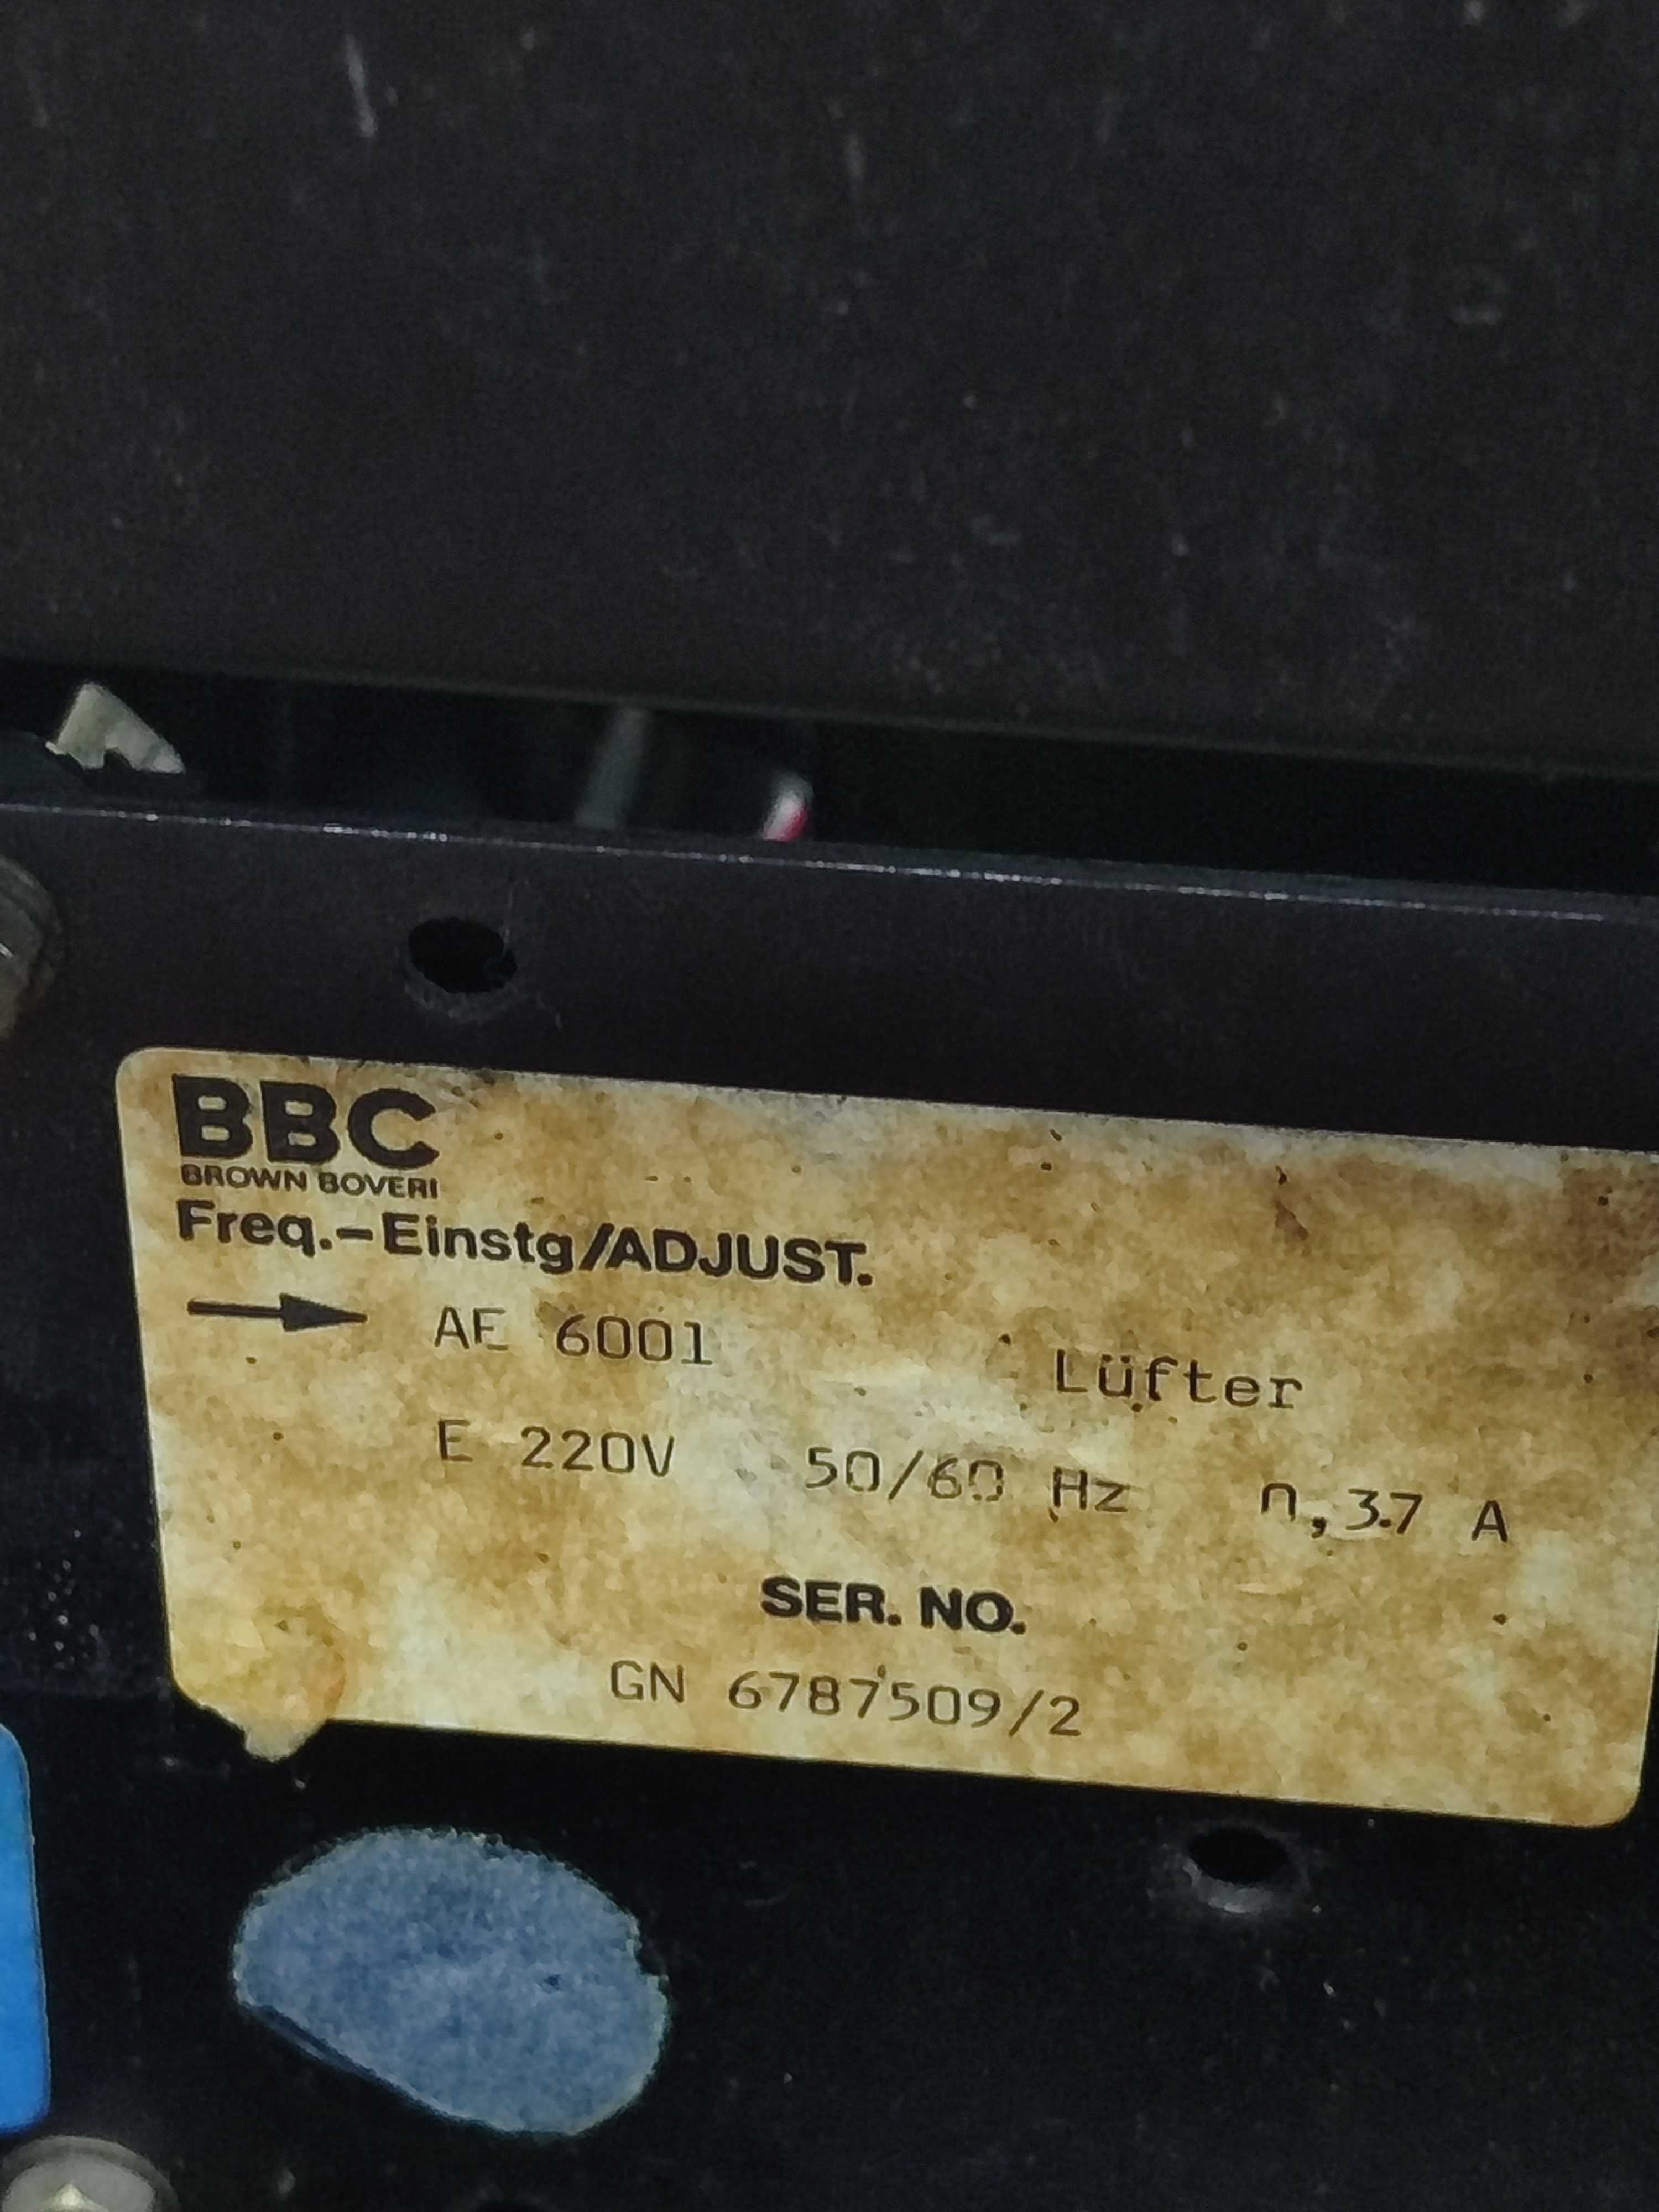 BBC
BROWN BOVERI
Freq.-Einstg/ADJUST.
AE 6001 Lüfter
E 220V 50/60 Hz 0,37 A
SER. NO.
GN 6787509/2